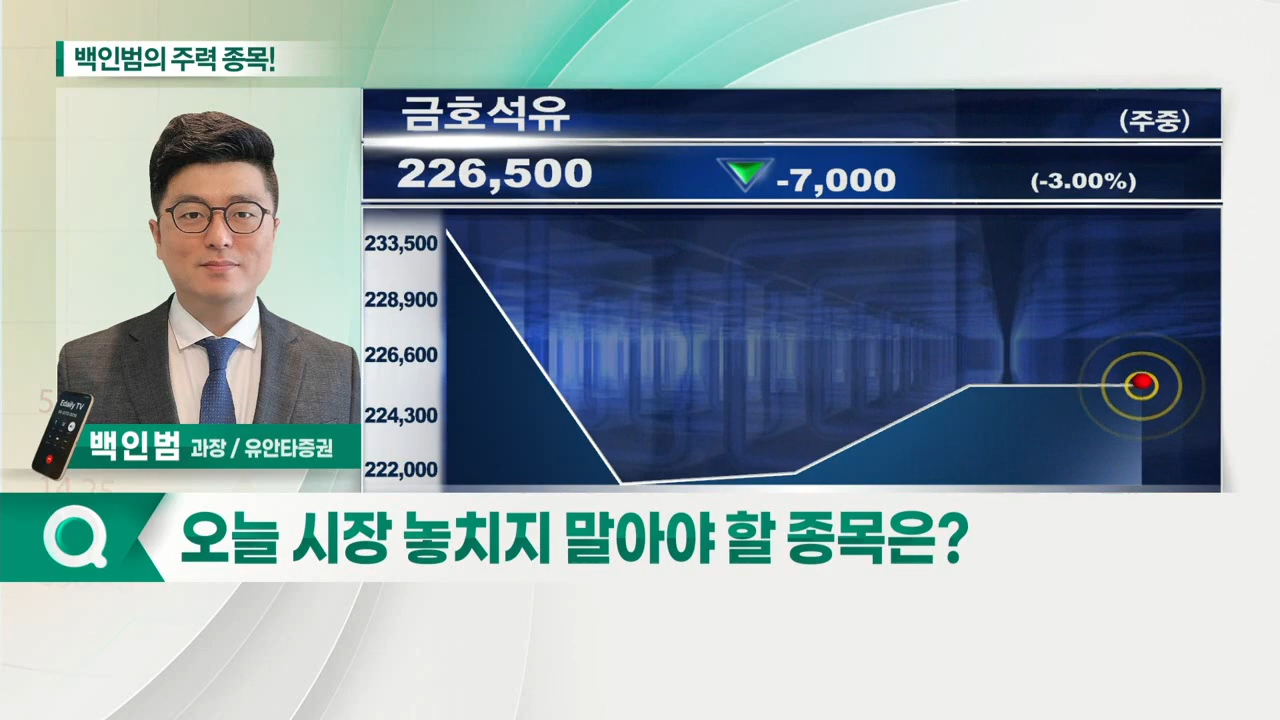 백인범의 주력 종목!
금호석유
(주중)
226,500 -7,000 (-3.00%)
233,500
228,900
226,600
224,300
222,000
Edaily TV
백인범 과장 / 유안타증권
오늘 시장 놓치지 말아야 할 종목은?